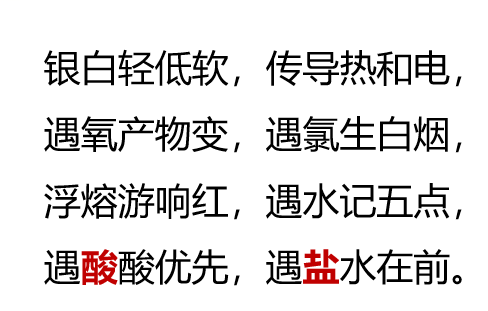 银白轻低软，传导热和电，
遇氧产物变，遇氯生白烟，
浮熔游响红，遇水记五点，
遇酸酸优先，遇盐水在前。